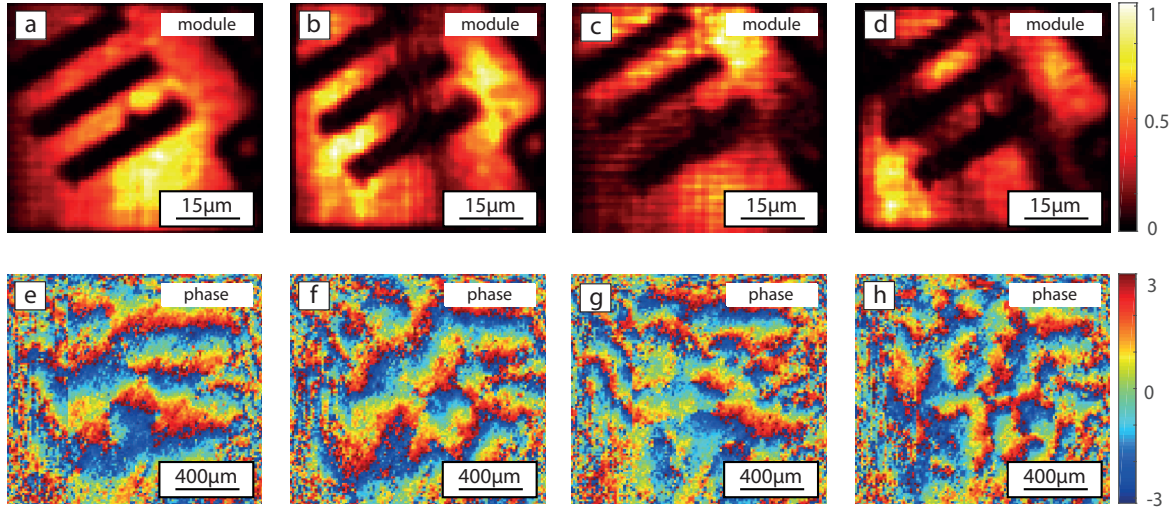 a module b module c module d module 1
0.5
15μm 15μm 15μm 15μm 0
e phase f phase g phase h phase 3
0
400μm 400μm 400μm 400μm -3